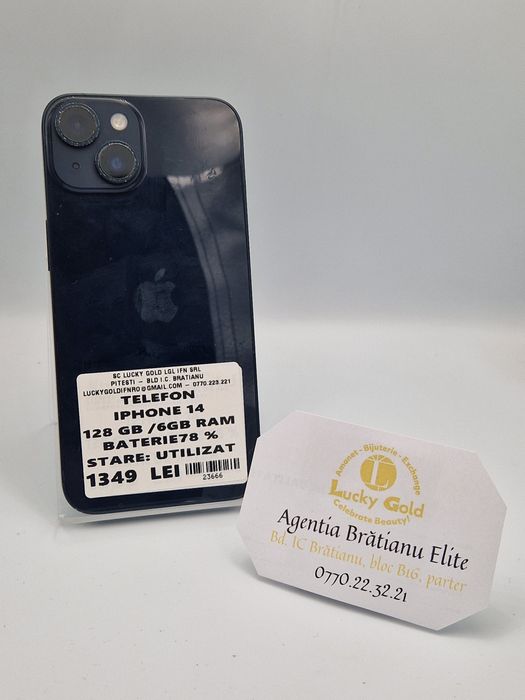 SC LUCKY GOLD LGL IFN SRL
PITESTI - BLD I.C. BRATIANU
LUCKYGOLDIFNRO@GMAIL.COM - 0770.223.221
TELEFON
IPHONE 14
128 GB /6GB RAM
BATERIE78 %
STARE: UTILIZAT
1349 LEI
23666
Amanet - Bijuterie - Exchange
LG
Lucky Gold
Celebrate Beauty!
Agentia Brătianu Elite
Bd. IC Brătianu, bloc B16, parter
0770.22.32.21